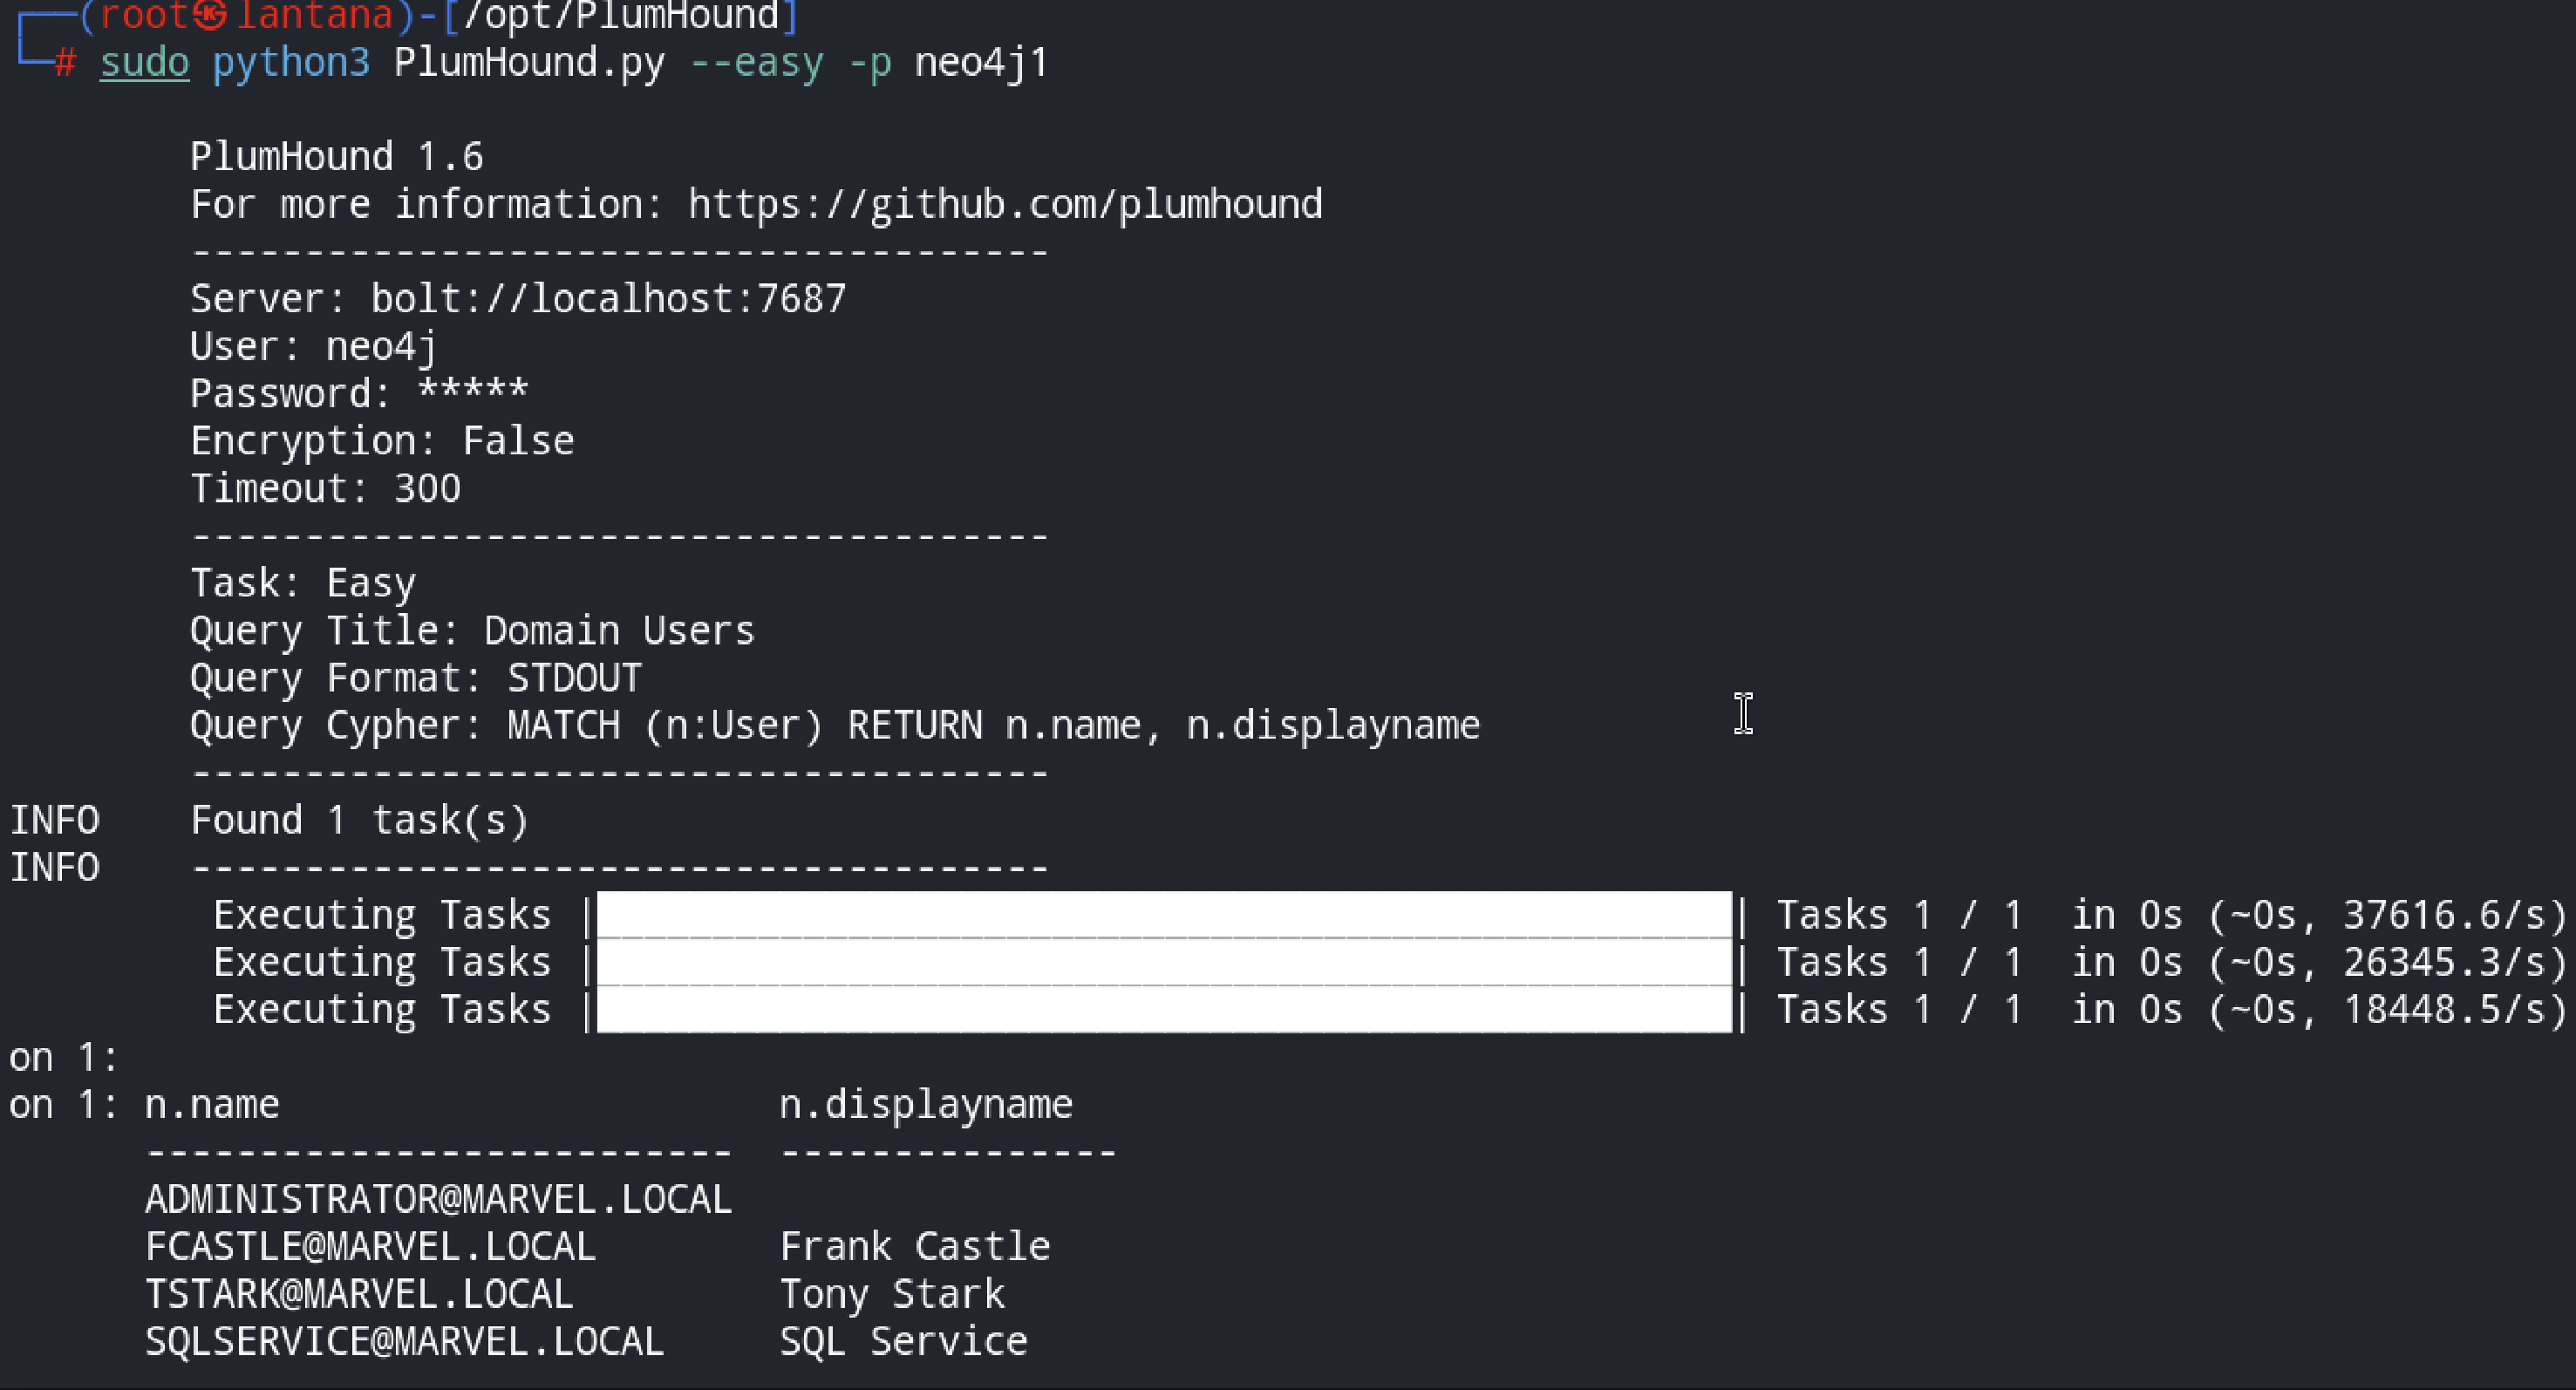 ┌──(root㉿lantana)-[/opt/PlumHound]
└─# sudo python3 PlumHound.py --easy -p neo4j1
PlumHound 1.6
For more information: https://github.com/plumhound
--------------------------------------
Server: bolt://localhost:7687
User: neo4j
Password: *****
Encryption: False
Timeout: 300
--------------------------------------
Task: Easy
Query Title: Domain Users
Query Format: STDOUT
Query Cypher: MATCH (n:User) RETURN n.name, n.displayname
--------------------------------------
INFO    Found 1 task(s)
INFO    --------------------------------------
Executing Tasks |                                                  | Tasks 1 / 1  in 0s (~0s, 37616.6/s)
Executing Tasks |                                                  | Tasks 1 / 1  in 0s (~0s, 26345.3/s)
Executing Tasks |                                                  | Tasks 1 / 1  in 0s (~0s, 18448.5/s)
on 1:
on 1: n.name                      n.displayname
      --------------------------  ---------------
      ADMINISTRATOR@MARVEL.LOCAL
      FCASTLE@MARVEL.LOCAL        Frank Castle
      TSTARK@MARVEL.LOCAL         Tony Stark
      SQLSERVICE@MARVEL.LOCAL     SQL Service